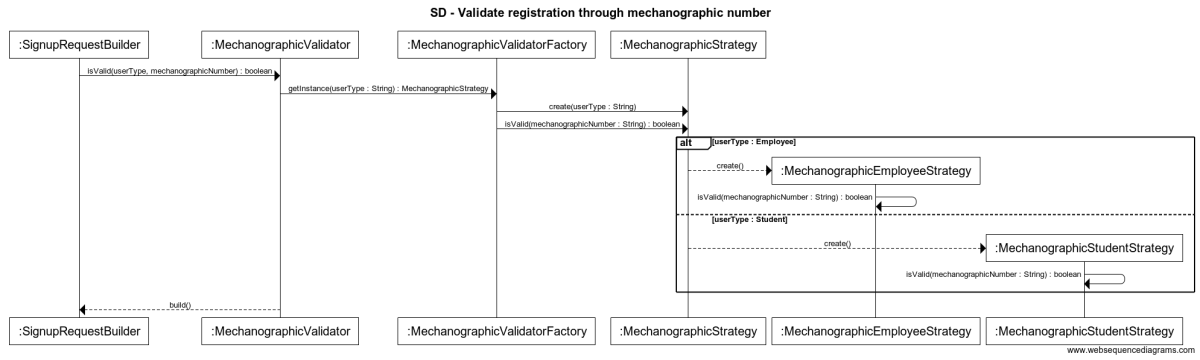 SD - Validate registration through mechanographic number
:SignupRequestBuilder
:MechanographicValidator
:MechanographicValidatorFactory
:MechanographicStrategy
isValid(userType, mechanographicNumber) : boolean
getInstance(userType : String) : MechanographicStrategy
create(userType : String)
isValid(mechanographicNumber : String) : boolean
alt
[userType : Employee]
create()
:MechanographicEmployeeStrategy
isValid(mechanographicNumber : String) : boolean
[userType : Student]
create()
:MechanographicStudentStrategy
isValid(mechanographicNumber : String) : boolean
build()
:SignupRequestBuilder
:MechanographicValidator
:MechanographicValidatorFactory
:MechanographicStrategy
:MechanographicEmployeeStrategy
:MechanographicStudentStrategy
www.websequencediagrams.com